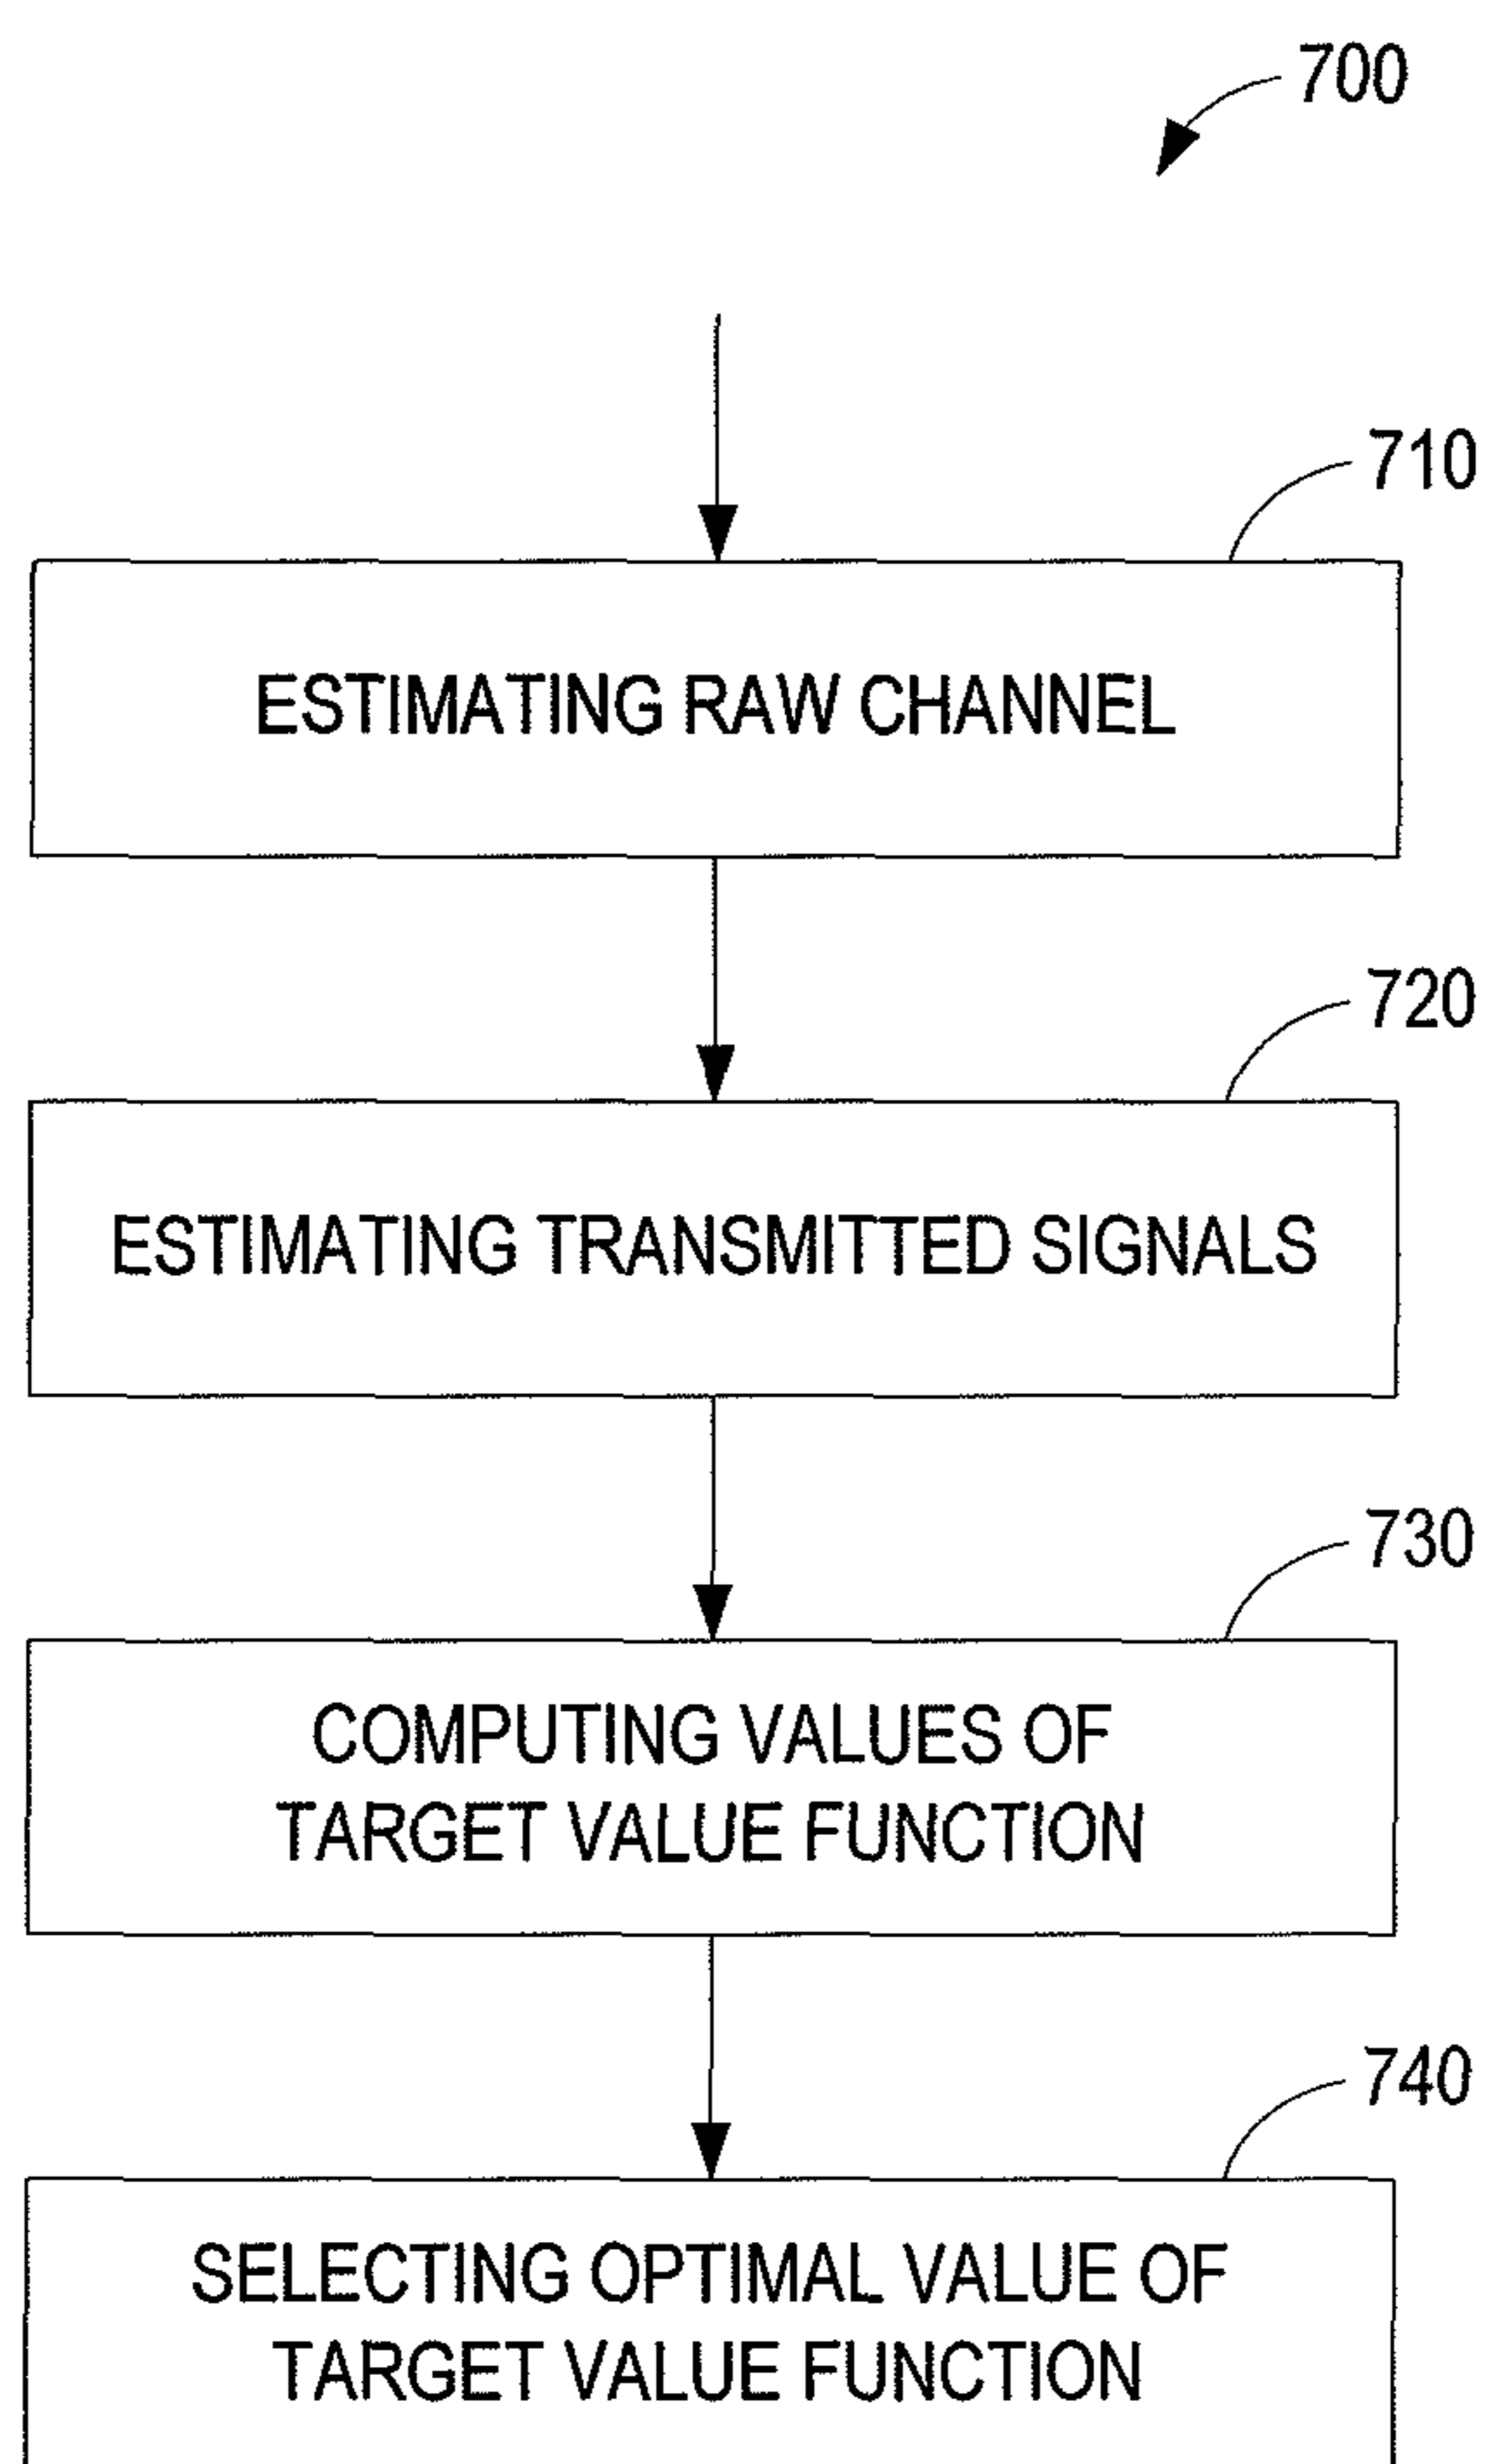 700
710
ESTIMATING RAW CHANNEL
720
ESTIMATING TRANSMITTED SIGNALS
730
COMPUTING VALUES OF
TARGET VALUE FUNCTION
740
SELECTING OPTIMAL VALUE OF
TARGET VALUE FUNCTION